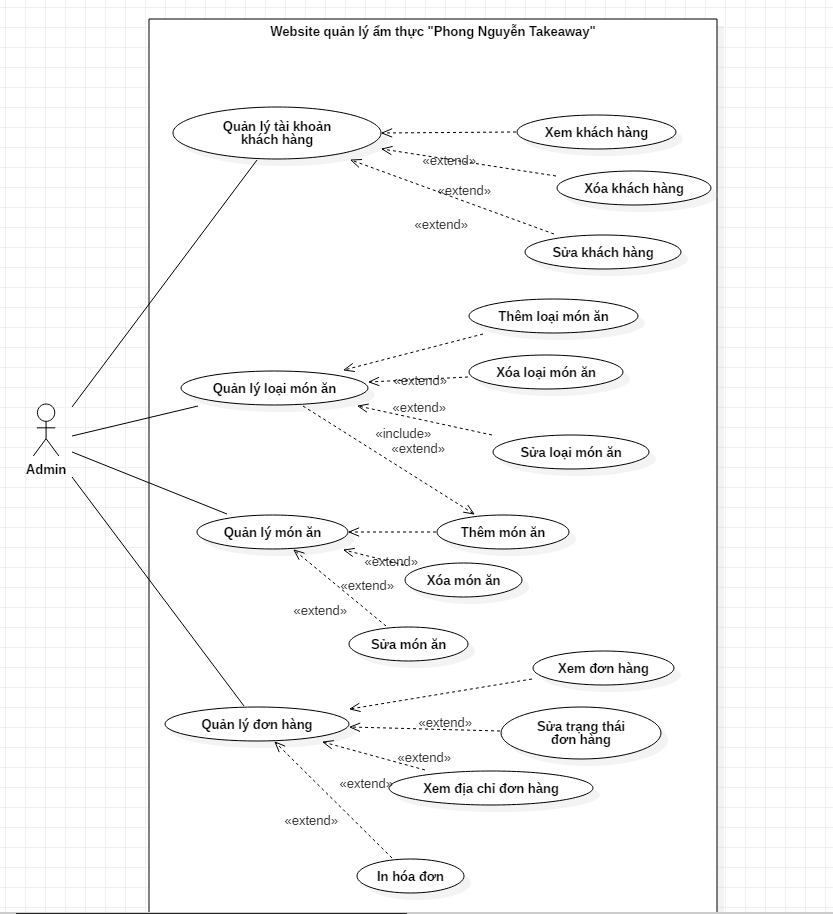 Website quản lý ẩm thực "Phong Nguyễn Takeaway"
Quản lý tài khoản
khách hàng
Xem khách hàng
«extend»
Xóa khách hàng
«extend»
«extend»
Sửa khách hàng
Thêm loại món ăn
Quản lý loại món ăn
«extend»
Xóa loại món ăn
«extend»
«include»
«extend»
Sửa loại món ăn
Admin
Quản lý món ăn
Thêm món ăn
«extend»
Xóa món ăn
«extend»
«extend»
Sửa món ăn
Xem đơn hàng
Quản lý đơn hàng
«extend»
Sửa trạng thái
đơn hàng
«extend»
«extend»
Xem địa chỉ đơn hàng
«extend»
In hóa đơn